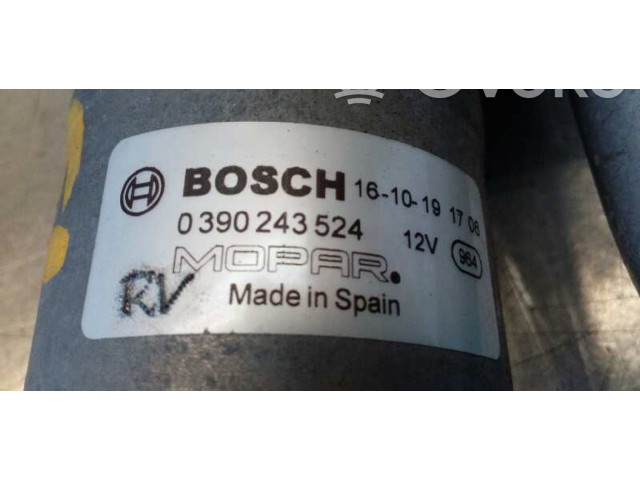 BOSCH 16-10-19 17 06
0 390 243 524 12V 964
MOPAR.
RV Made in Spain